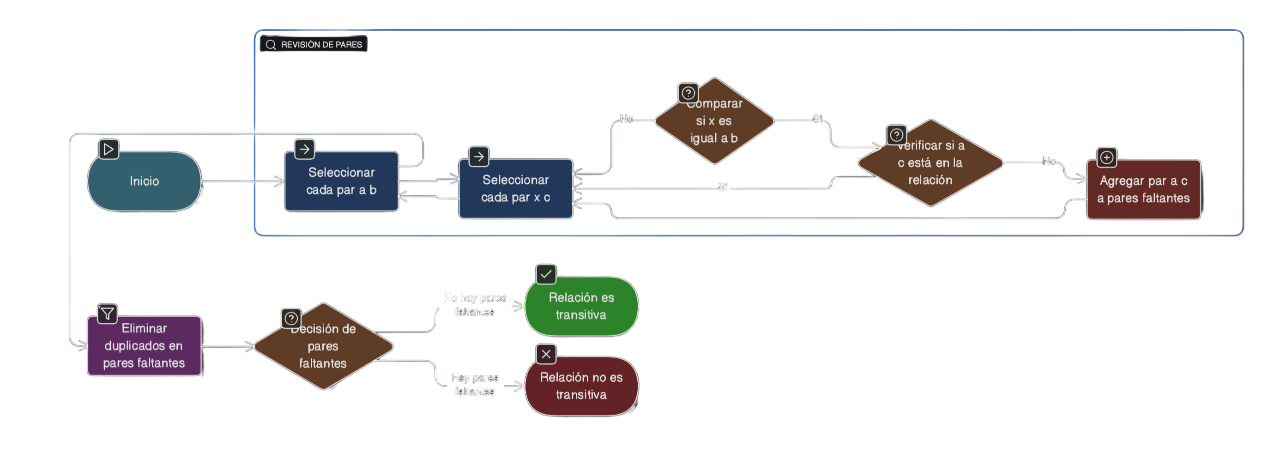 REVISIÓN DE PARES
Comparar
si x es
igual a b
No
Si
Verificar si a
c está en la
relación
No
Inicio
Seleccionar
cada par a b
Seleccionar
cada par x c
Agregar par a c
a pares faltantes
Eliminar
duplicados en
pares faltantes
Decisión de
pares
faltantes
No hay pares
faltantes
Relación es
transitiva
Hay pares
faltantes
Relación no es
transitiva